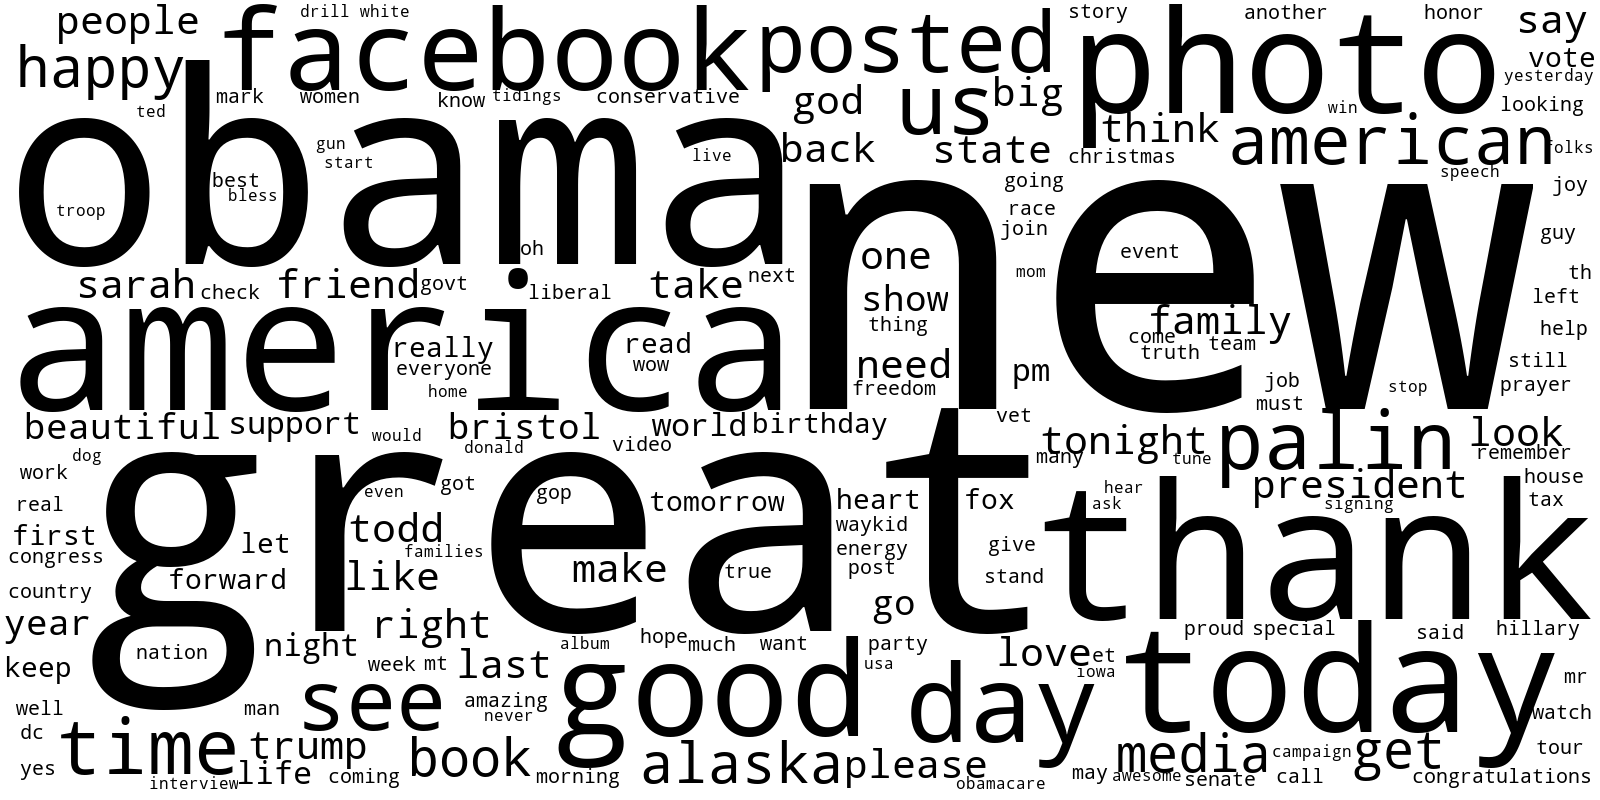 people
facebook
drill white
posted
story
photo
another
honor
say
happy
vote
yesterday
mark
women
know
tidings
conservative
god
us
big
win
looking
ted
obama
gun
start
live
back
state
think
christmas
american
folks
troop
best
bless
oh
going
race
join
speech
joy
new
one
event
guy
sarah
check
friend
govt
liberal
take
next
mom
th
show
thing
left
america
really
everyone
home
read
wow
family
come
truth
team
help
need
freedom
pm
job
must
stop
still
prayer
beautiful
support
would
bristol
donald
video
world
birthday
vet
tonight
many
tune
palin
look
remember
dog
work
great
even
got
gop
tomorrow
heart
fox
hear
ask
president
signing
house
tax
real
first
congress
let
todd
families
waykid
energy
post
give
stand
thank
country
forward
like
make
true
year
right
go
nation
night
keep
week
mt
last
album
hope
much
want
party
usa
love
et
iowa
proud special
said
hillary
today
mr
well
man
see
amazing
never
good
day
watch
dc
time
trump
book
alaska
please
media
campaign
get
tour
yes
interview
life
coming
morning
obamacare
may
awesome
senate
call
congratulations